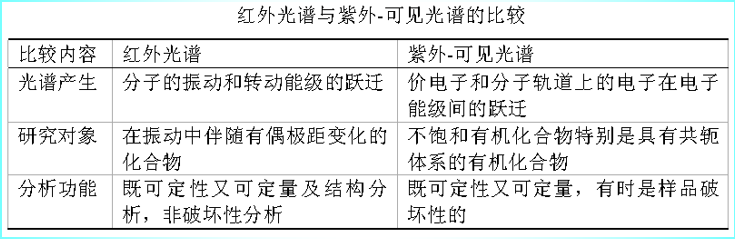 红外光谱与紫外-可见光谱的比较
比较内容 红外光谱 紫外-可见光谱
光谱产生 分子的振动和转动能级的跃迁 价电子和分子轨道上的电子在电子
能级间的跃迁
研究对象 在振动中伴随有偶极距变化的 不饱和有机化合物特别是具有共轭
化合物 体系的有机化合物
分析功能 既可定性又可定量及结构分 既可定性又可定量，有时是样品破
析，非破坏性分析 坏性的